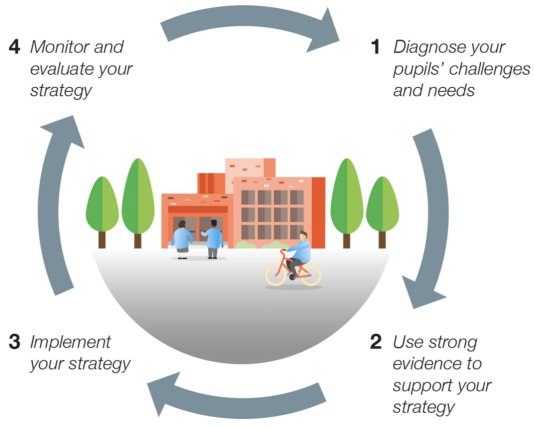 1 Diagnose your
pupils’ challenges
and needs
2 Use strong
evidence to
support your
strategy
3 Implement
your strategy
4 Monitor and
evaluate your
strategy